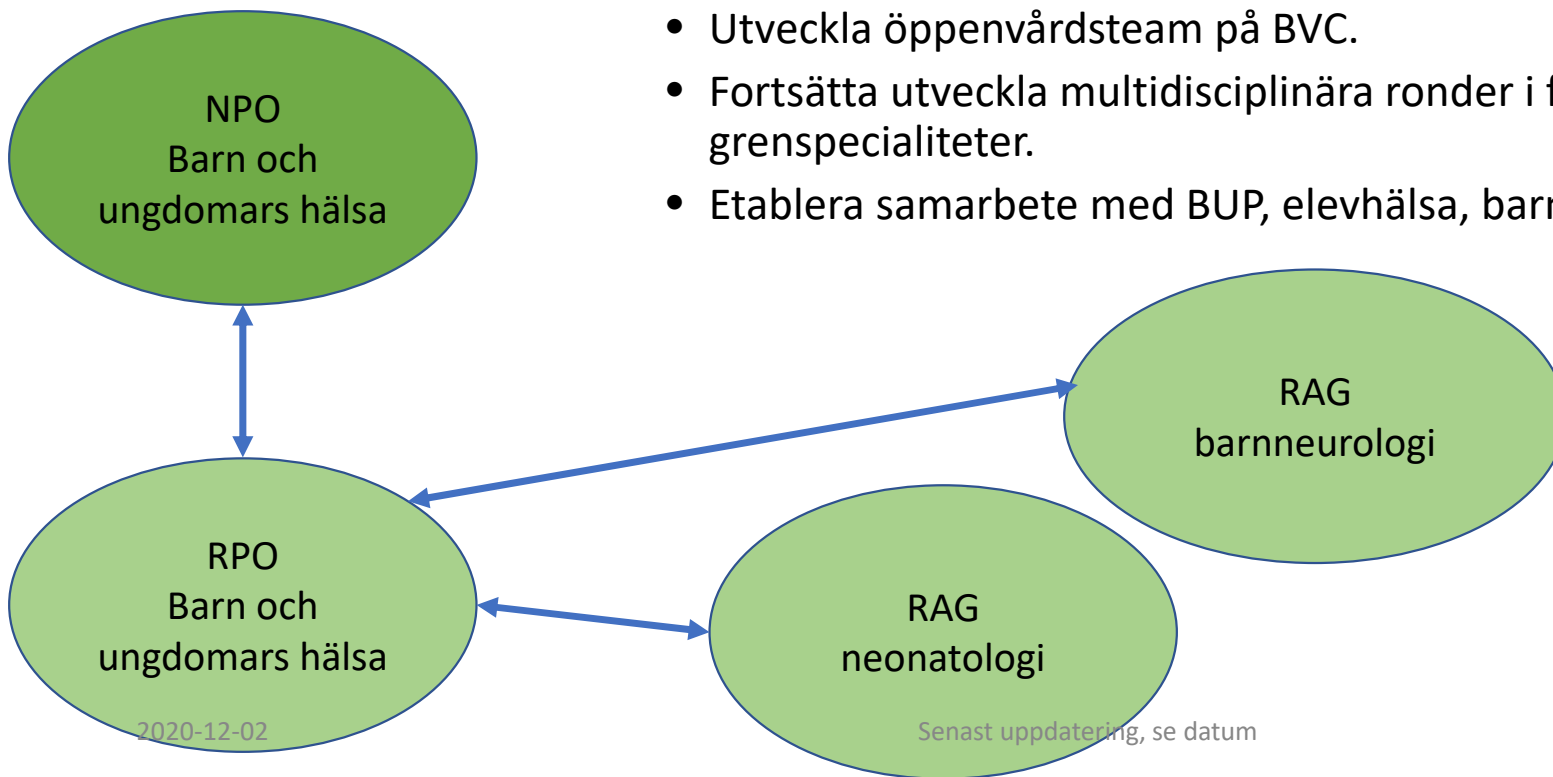 • Utveckla öppenvårdsteam på BVC.
• Fortsätta utveckla multidisciplinära ronder i
grenspecialiteter.
• Etablera samarbete med BUP, elevhälsa,
NPO
Barn och
ungdomars hälsa
RAG
barnneurologi
RPO
Barn och
ungdomars hälsa
RAG
neonatologi
2020-12-02
Senast uppdatering, se datum